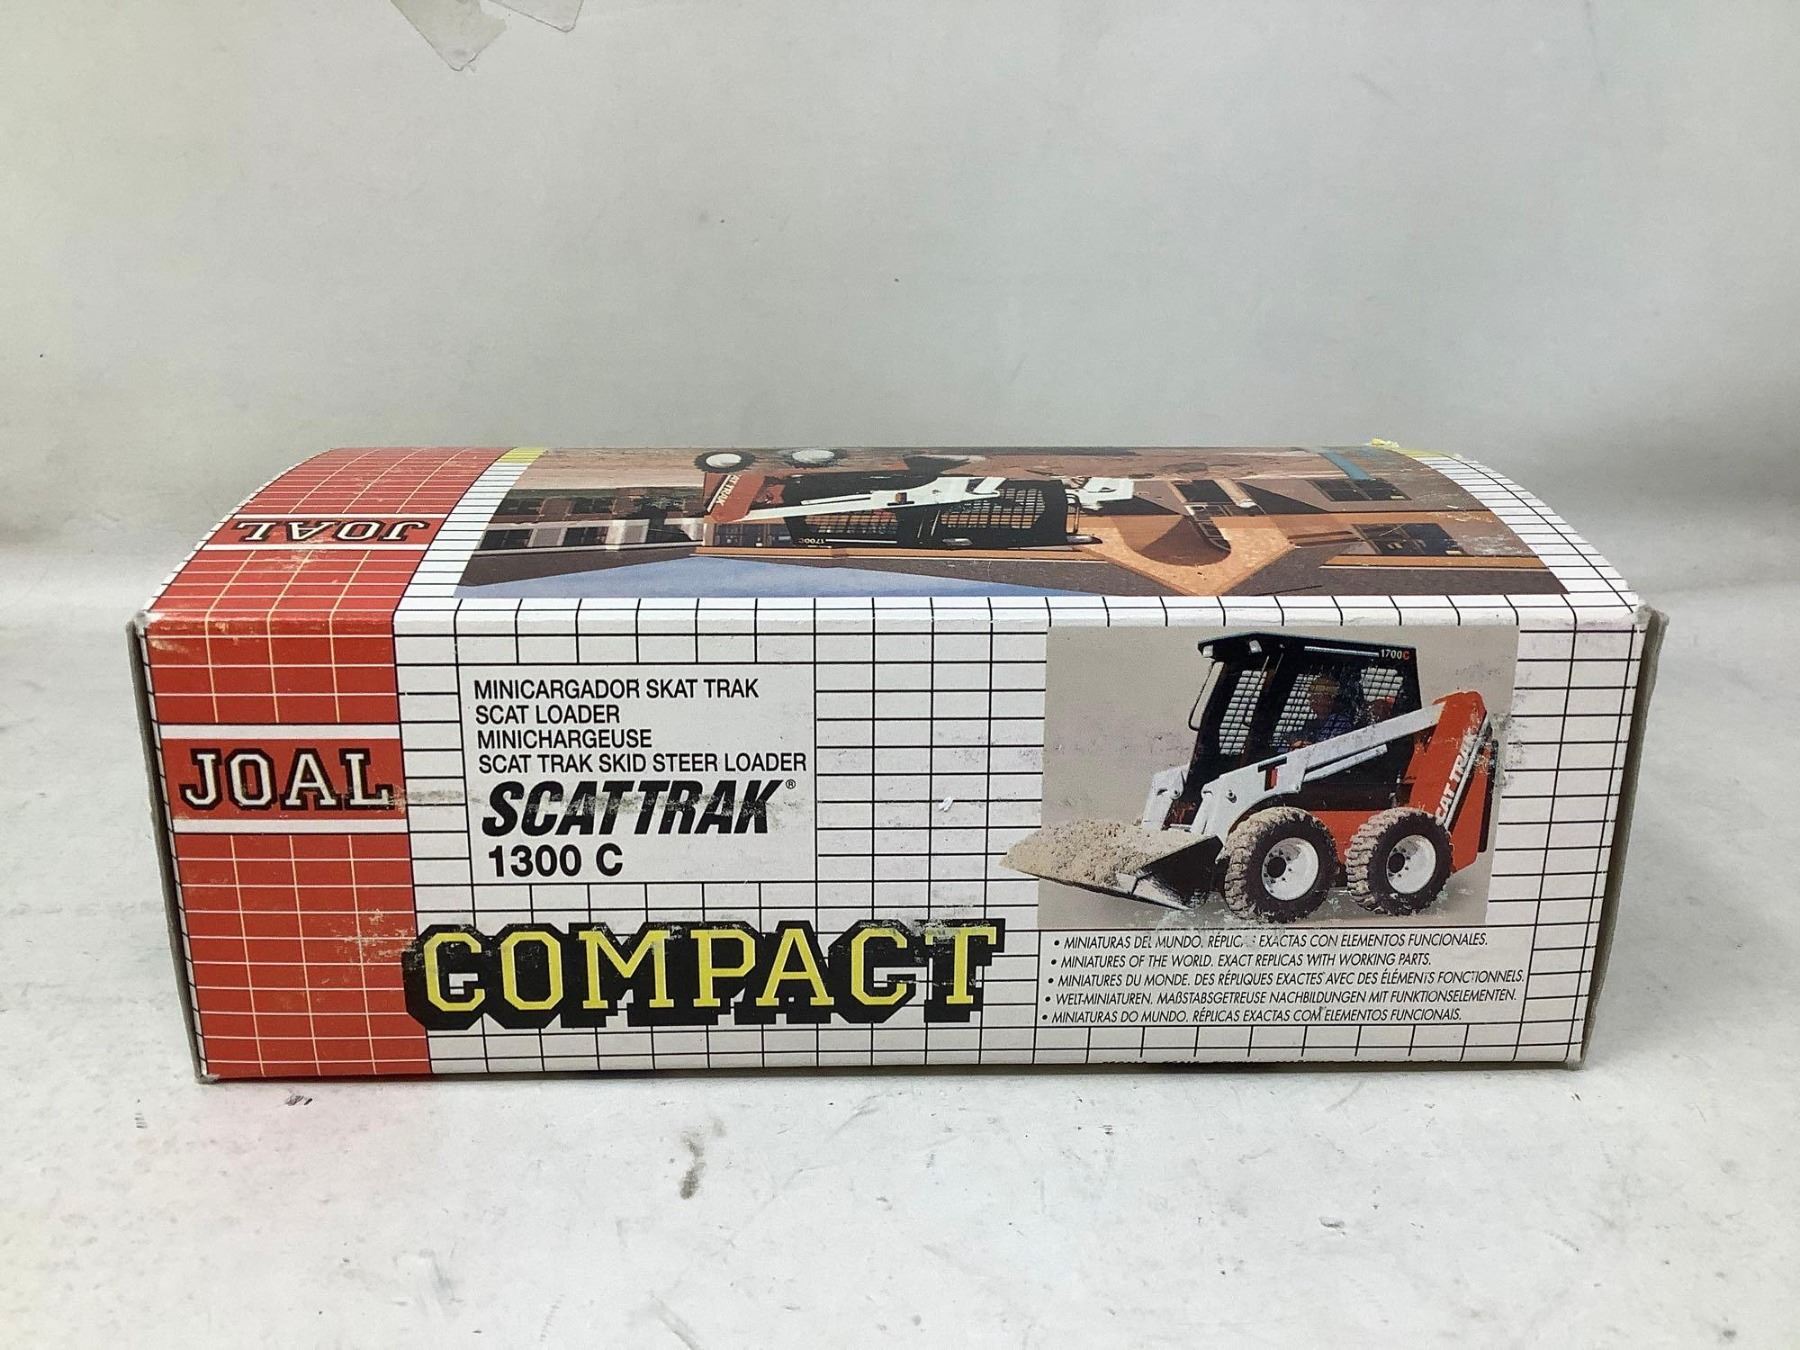 JOAL
SCAT TRAK
1700C
JOAL
MINICARGADOR SKAT TRAK
SCAT LOADER
MINICHARGEUSE
SCAT TRAK SKID STEER LOADER
SCATTRAK®
1300 C
COMPACT
1700C
SCAT TRAK
• MINIATURAS DEL MUNDO. RÉPLICAS EXACTAS CON ELEMENTOS FUNCIONALES.
• MINIATURES OF THE WORLD. EXACT REPLICAS WITH WORKING PARTS.
• MINIATURES DU MONDE. DES RÉPLIQUES EXACTES AVEC DES ÉLÉMENTS FONCTIONNELS.
• WELT-MINIATUREN. MAßSTABSGETREUSE NACHBILDUNGEN MIT FUNKTIONSELEMENTEN.
• MINIATURAS DO MUNDO. RÉPLICAS EXACTAS COM ELEMENTOS FUNCIONAIS.